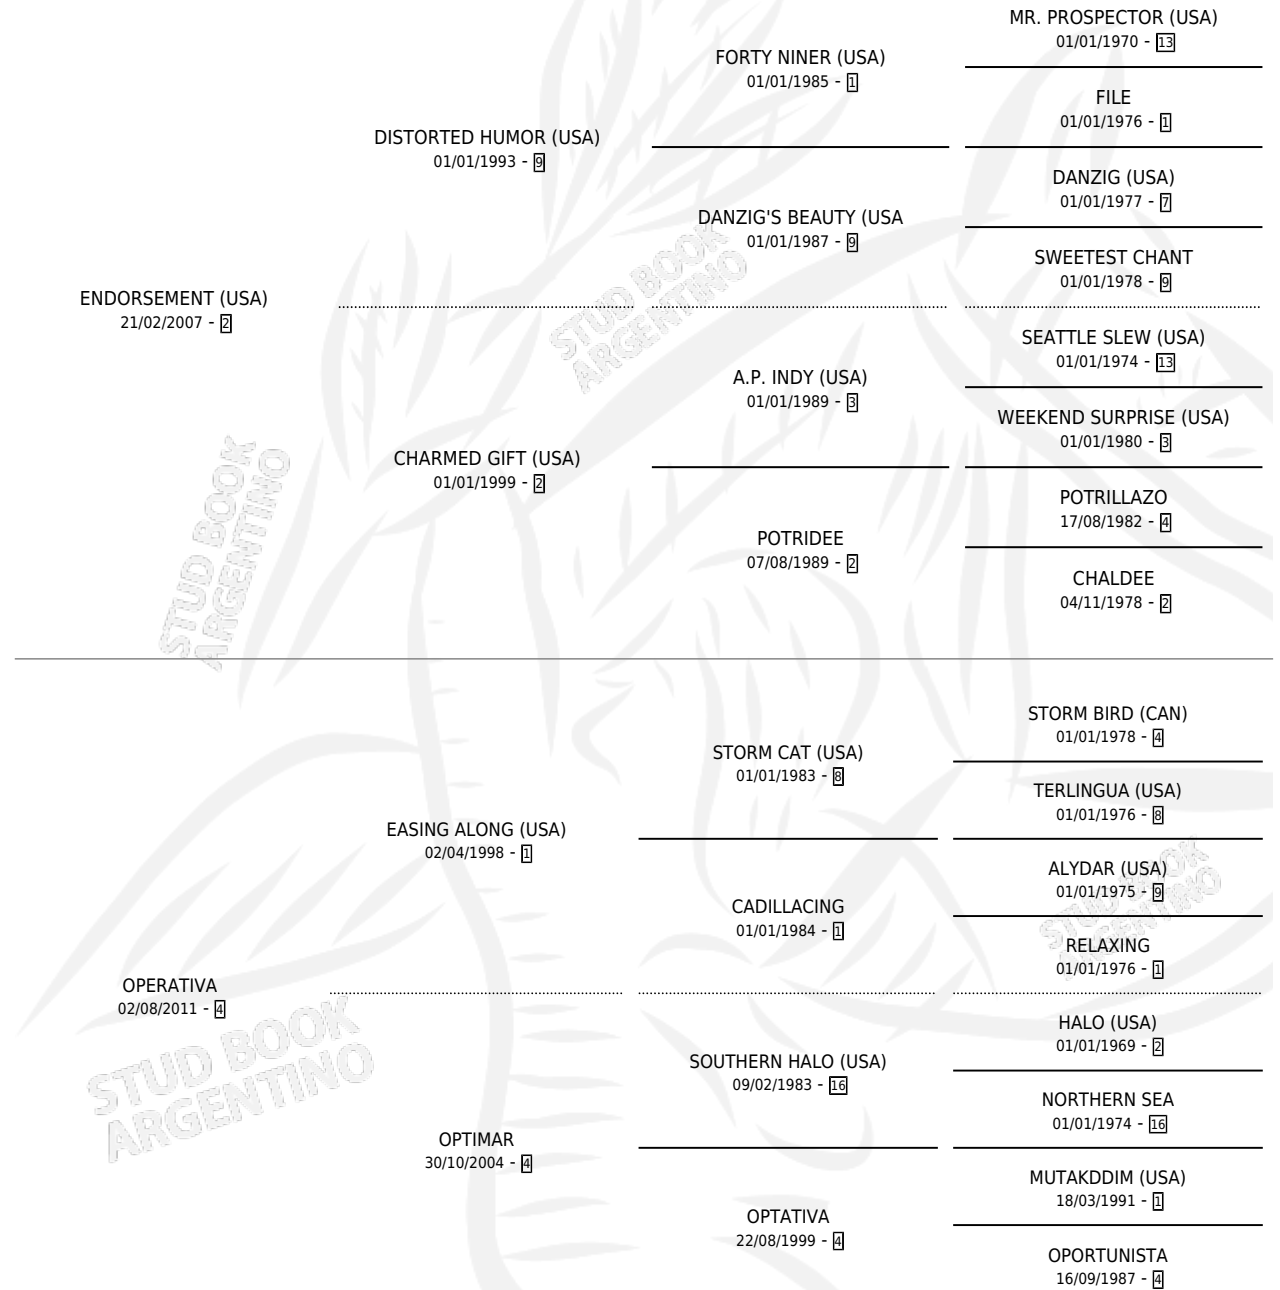 MR. PROSPECTOR (USA)
01/01/1970 - 13
FORTY NINER (USA)
01/01/1985 - 1
FILE
01/01/1976 - 1
DISTORTED HUMOR (USA)
01/01/1993 - 9
DANZIG (USA)
01/01/1977 - 7
DANZIG'S BEAUTY (USA
01/01/1987 - 9
SWEETEST CHANT
01/01/1978 - 9
ENDORSEMENT (USA)
21/02/2007 - 2
SEATTLE SLEW (USA)
01/01/1974 - 13
A.P. INDY (USA)
01/01/1989 - 3
WEEKEND SURPRISE (USA)
01/01/1980 - 3
CHARMED GIFT (USA)
01/01/1999 - 2
POTRILLAZO
17/08/1982 - 4
POTRIDEE
07/08/1989 - 2
CHALDEE
04/11/1978 - 2
STORM BIRD (CAN)
01/01/1978 - 4
STORM CAT (USA)
01/01/1983 - 8
TERLINGUA (USA)
01/01/1976 - 8
EASING ALONG (USA)
02/04/1998 - 1
ALYDAR (USA)
01/01/1975 - 9
CADILLACING
01/01/1984 - 1
RELAXING
01/01/1976 - 1
OPERATIVA
02/08/2011 - 4
HALO (USA)
01/01/1969 - 2
SOUTHERN HALO (USA)
09/02/1983 - 16
NORTHERN SEA
01/01/1974 - 16
OPTIMAR
30/10/2004 - 4
MUTAKDDIM (USA)
18/03/1991 - 1
OPTATIVA
22/08/1999 - 4
OPORTUNISTA
16/09/1987 - 4
STUD BOOK
ARGENTINO
STUD BOOK
ARGENTINO
STUD BOOK
ARGENTINO
STUD BOOK
ARGENTINO